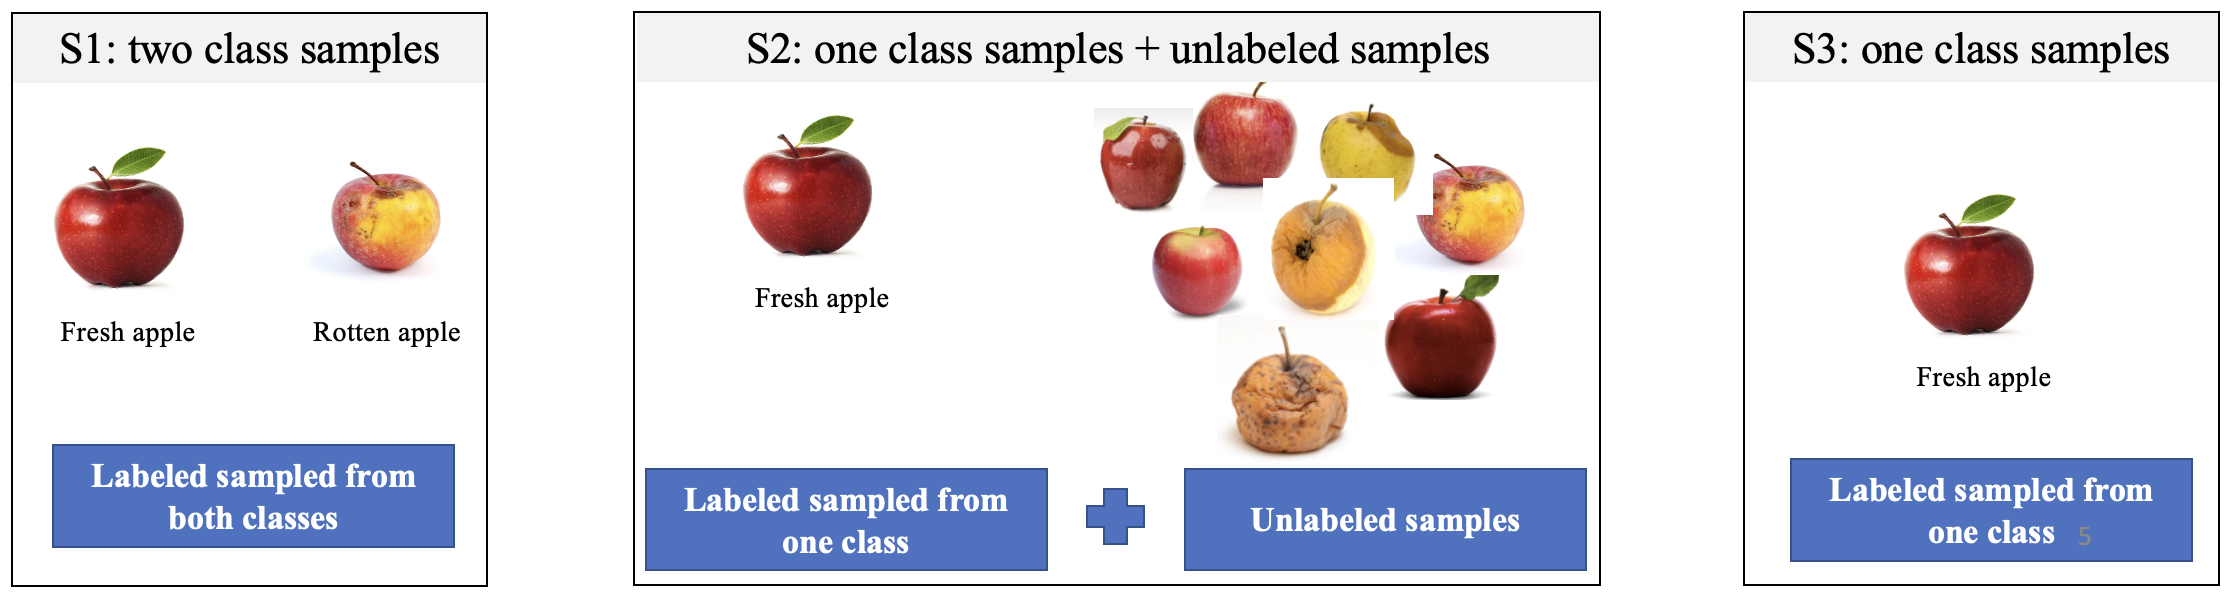 S1: two class samples
Fresh apple
Rotten apple
Labeled sampled from
both classes
S2: one class samples + unlabeled samples
Fresh apple
Labeled sampled from
one class
Unlabeled samples
S3: one class samples
Fresh apple
Labeled sampled from
one class
5